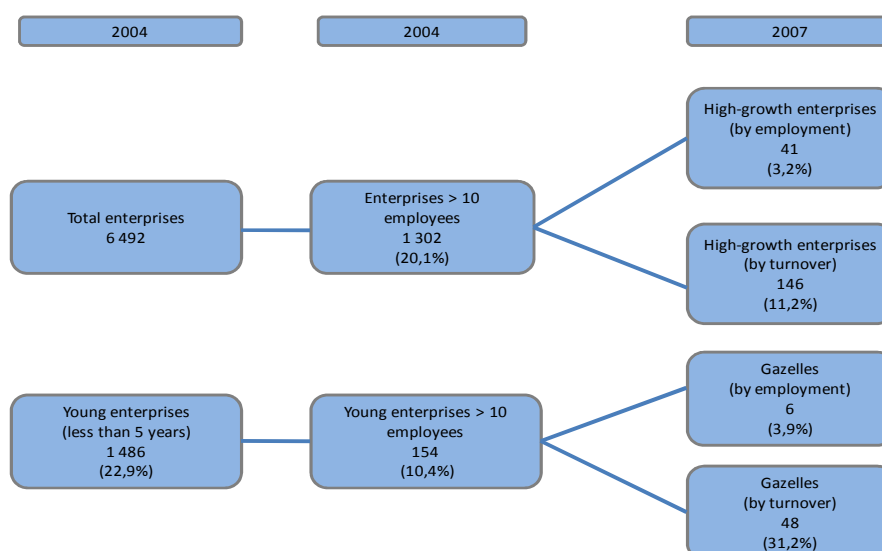 2004
2004
2007
High-growth enterprises
(by employment)
41
(3,2%)
Total enterprises
6 492
Enterprises > 10
employees
1 302
(20,1%)
High-growth enterprises
(by turnover)
146
(11,2%)
Gazelles
(by employment)
6
(3,9%)
Young enterprises
(less than 5 years)
1 486
(22,9%)
Young enterprises > 10
employees
154
(10,4%)
Gazelles
(by turnover)
48
(31,2%)